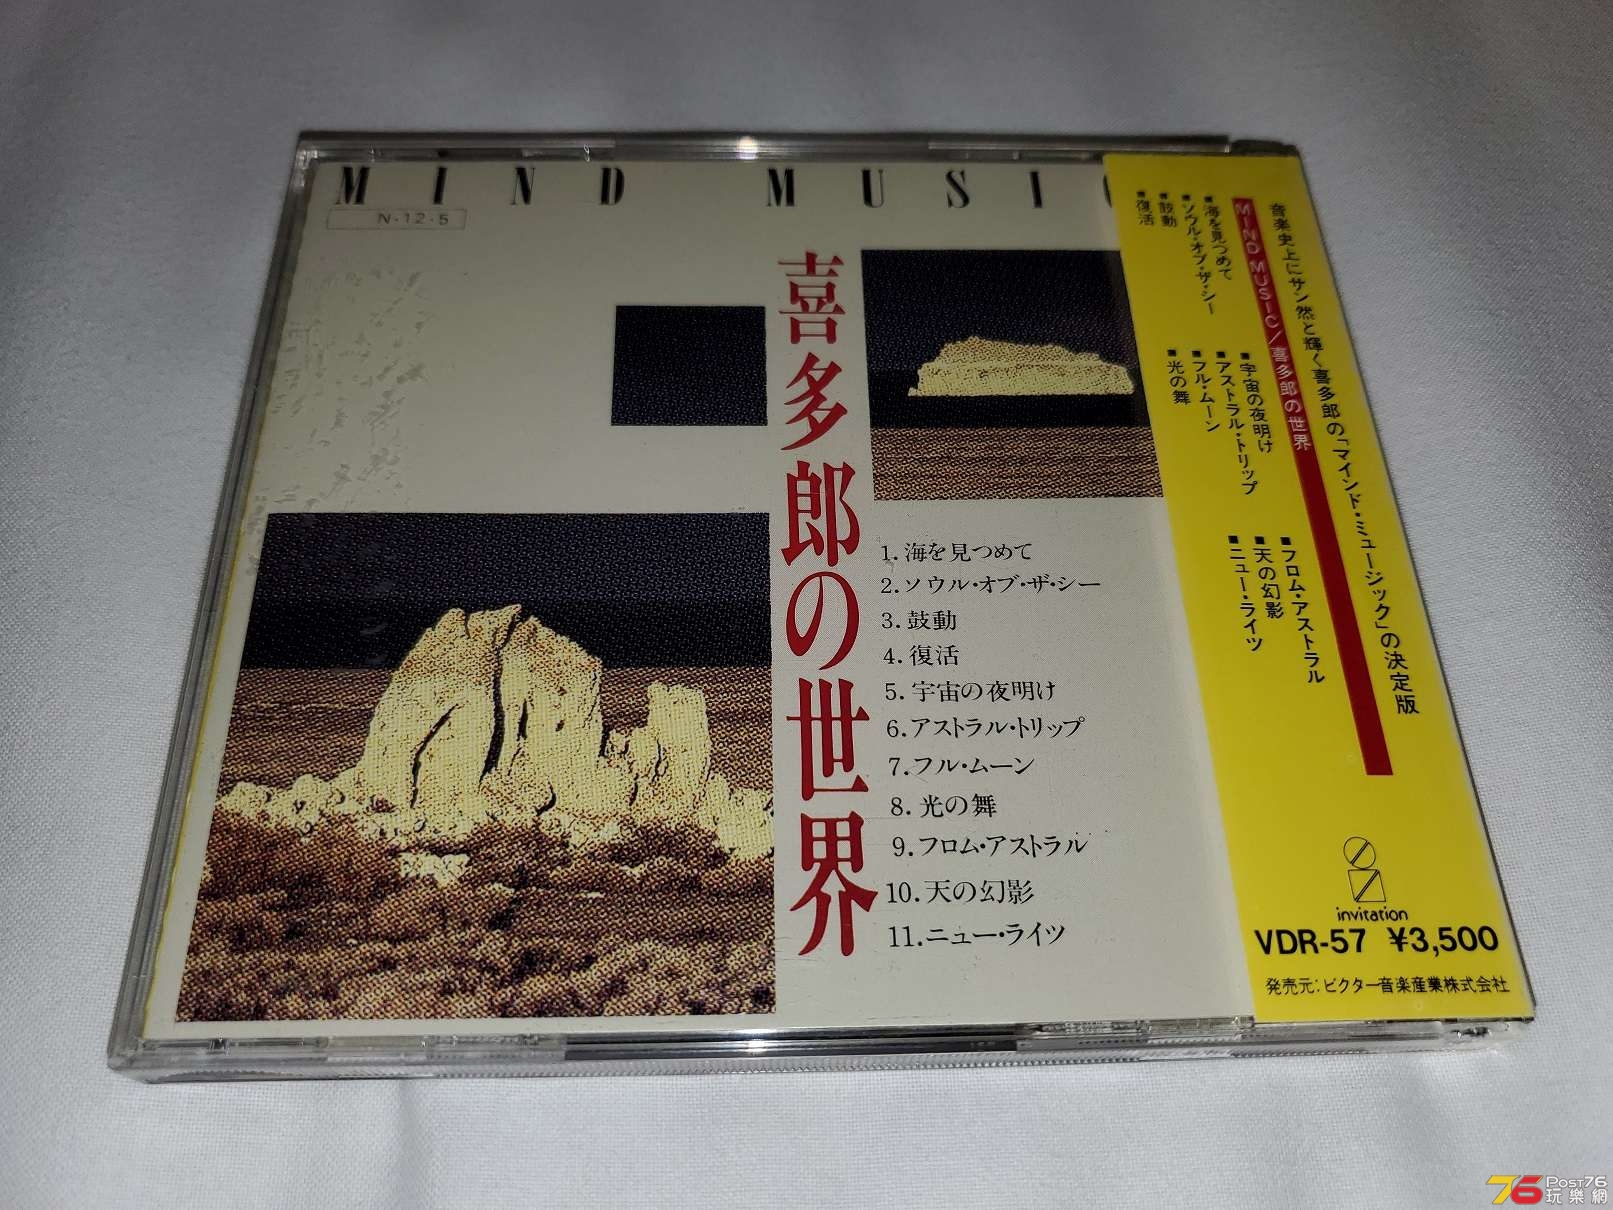 MIND MUSIC
N-12-5
喜多郎の世界
1. 海を見つめて
2. ソウル・オブ・ザ・シー
3. 鼓動
4. 復活
5. 宇宙の夜明け
6. アストラル・トリップ
7. フル・ムーン
8. 光の舞
9. フロム・アストラル
10. 天の幻影
11. ニュー・ライツ
音楽史上にサン然と輝く喜多郎の「マインド・ミュージック」の決定版
MIND MUSIC/喜多郎の世界
■海を見つめて
■ソウル・オブ・ザ・シー
■鼓動
■復活
■宇宙の夜明け
■アストラル・トリップ
■フル・ムーン
■光の舞
■フロム・アストラル
■天の幻影
■ニュー・ライツ
invitation
VDR-57 ¥3,500
発売元:ビクター音楽産業株式会社
76 Post76
玩樂網